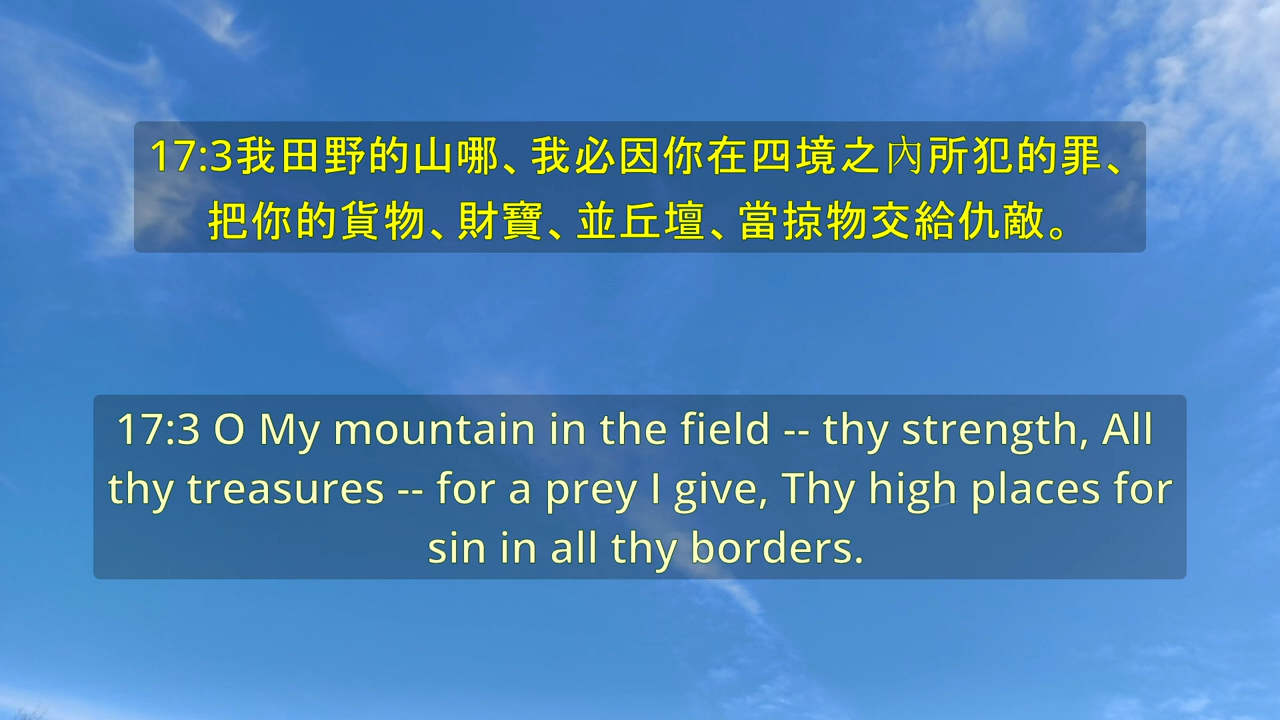 17:3我田野的山哪、我必因你在四境之內所犯的罪、
把你的貨物、財寶、並丘壇、當掠物交給仇敵。
17:3 O My mountain in the field -- thy strength, All
thy treasures -- for a prey I give, Thy high places for
sin in all thy borders.